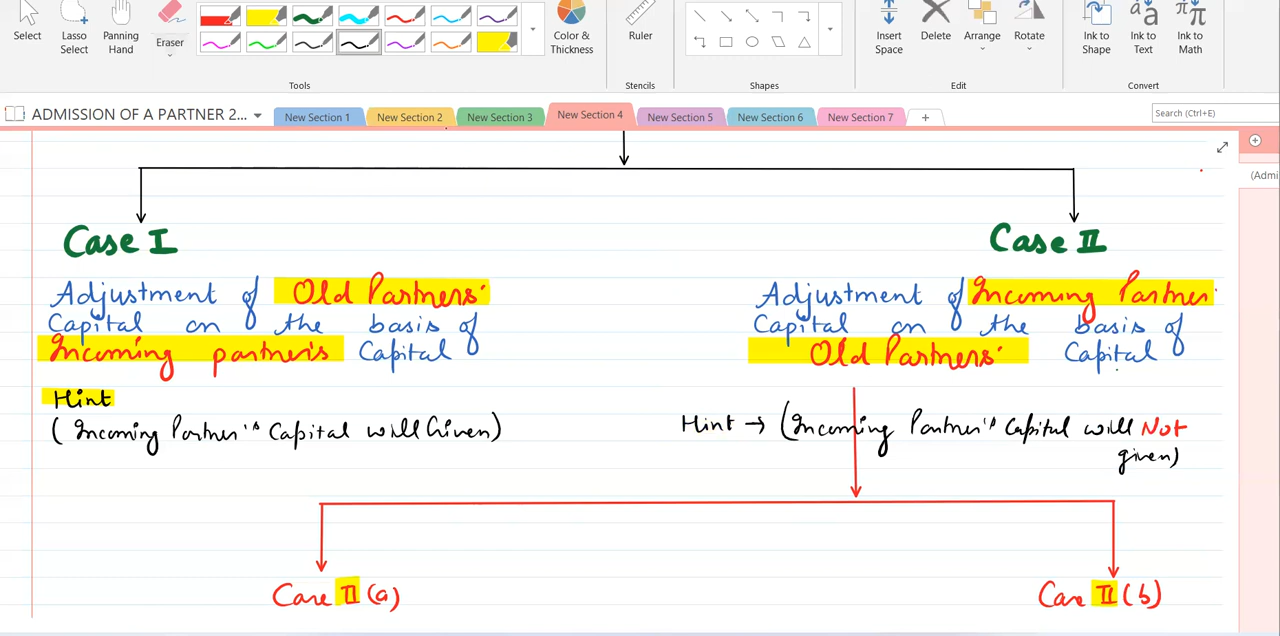 Select
Lasso Select
Panning Hand
Eraser
Tools
Color & Thickness
Ruler
Stencils
Shapes
Insert Space
Delete
Arrange
Rotate
Edit
Ink to Shape
Ink to Text
Ink to Math
Convert
ADMISSION OF A PARTNER 2...
New Section 1
New Section 2
New Section 3
New Section 4
New Section 5
New Section 6
New Section 7
+
Search (Ctrl+E)
(Admi
Case I
Adjustment of Old Partners'
Capital on the basis of
Incoming partner's Capital
Hint
(Incoming Partner's Capital will Given)
Case II
Adjustment of Incoming Partner
Capital on the basis of
Old Partners' Capital
Hint → (Incoming Partner's Capital will Not
given)
Case II (a)
Case II (b)